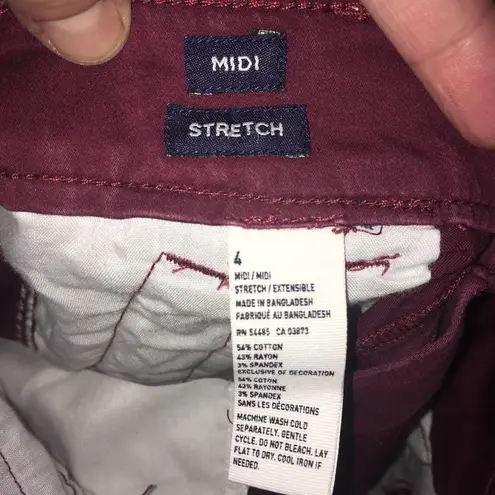 MIDI
STRETCH
4
MIDI / MIDI
STRETCH / EXTENSIBLE
MADE IN BANGLADESH
FABRIQUÉ AU BANGLADESH
RN 54485 CA 03873
54% COTTON
43% RAYON
3% SPANDEX
EXCLUSIVE OF DECORATION
54% COTON
43% RAYONNE
3% SPANDEX
SANS LES DÉCORATIONS
MACHINE WASH COLD
SEPARATELY. GENTLE
CYCLE. DO NOT BLEACH. LAY
FLAT TO DRY. COOL IRON IF
NEEDED.